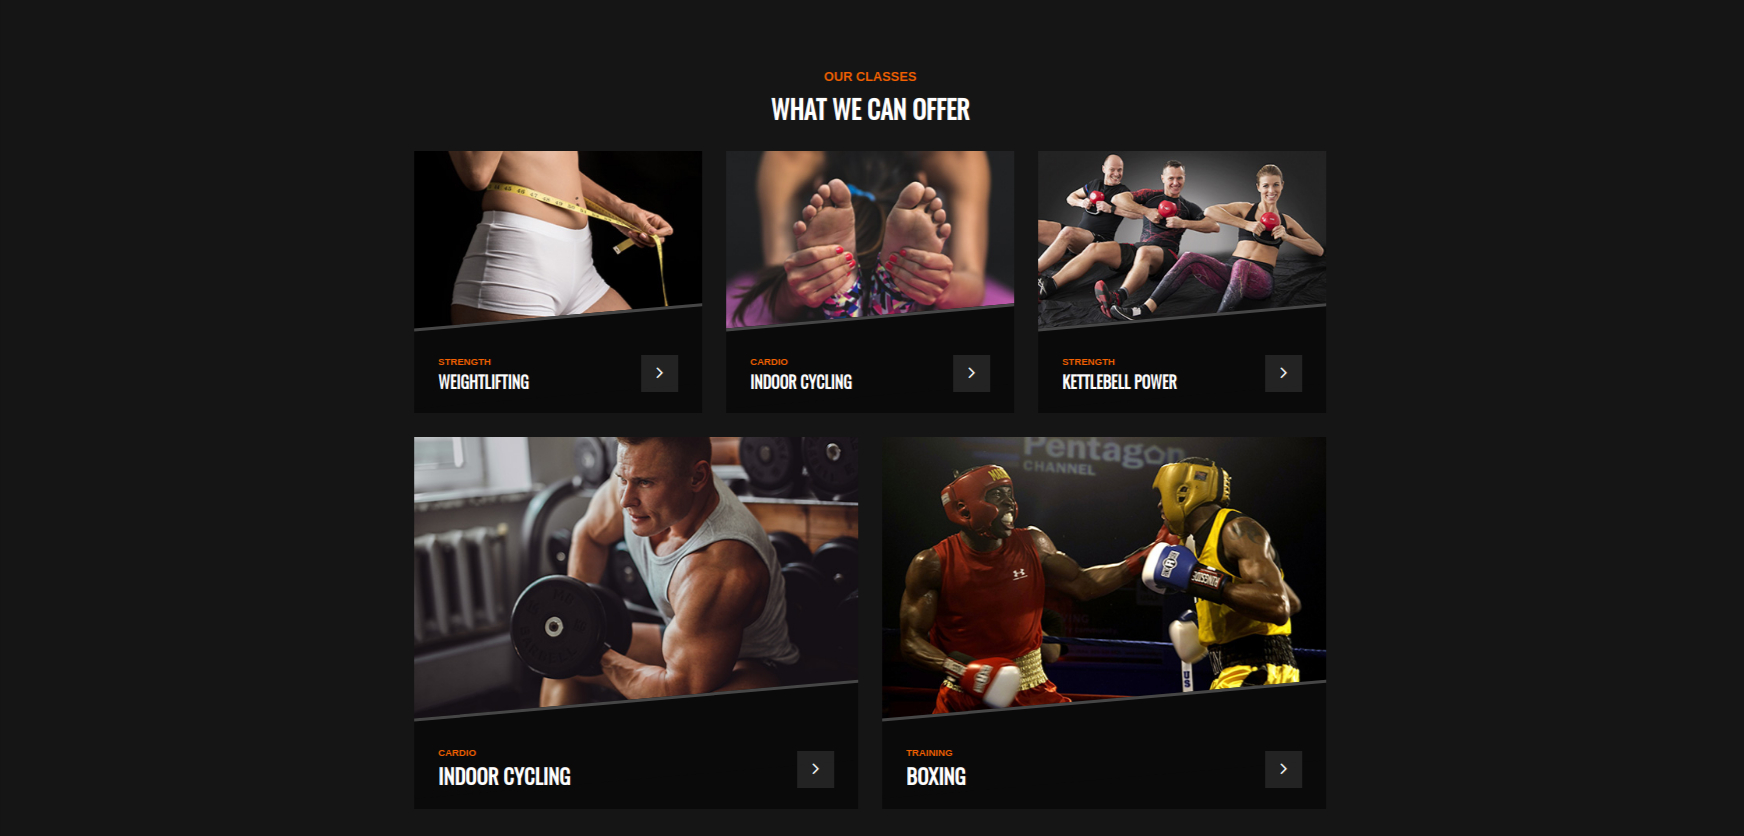 OUR CLASSES
WHAT WE CAN OFFER
STRENGTH
WEIGHTLIFTING
CARDIO
INDOOR CYCLING
STRENGTH
KETTLEBELL POWER
Pentagon
CHANNEL
CARDIO
INDOOR CYCLING
TRAINING
BOXING